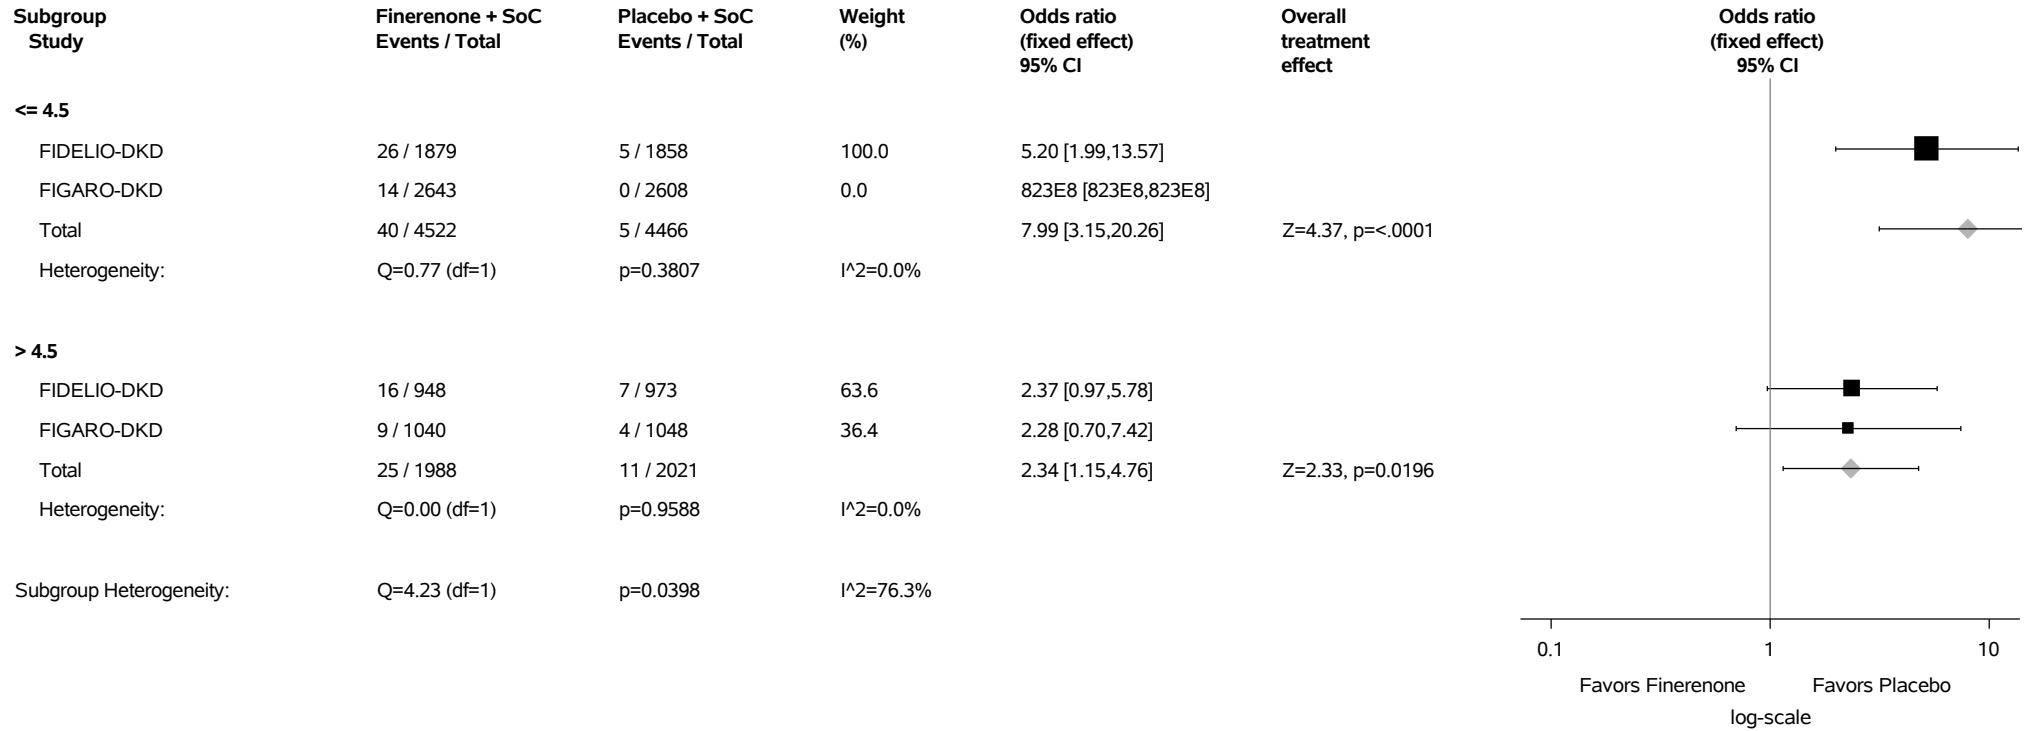 Subgroup Finerenone + SoC Placebo + SoC Weight Odds ratio Overall Odds ratio
Study Events / Total Events / Total (%) (fixed effect) treatment (fixed effect)
95% CI effect 95% CI
<= 4.5
FIDELIO-DKD 26 / 1879 5 / 1858 100.0 5.20 [1.99,13.57]
FIGARO-DKD 14 / 2643 0 / 2608 0.0 823E8 [823E8,823E8]
Total 40 / 4522 5 / 4466 7.99 [3.15,20.26] Z=4.37, p=<.0001
Heterogeneity: Q=0.77 (df=1) p=0.3807 I^2=0.0%
> 4.5
FIDELIO-DKD 16 / 948 7 / 973 63.6 2.37 [0.97,5.78]
FIGARO-DKD 9 / 1040 4 / 1048 36.4 2.28 [0.70,7.42]
Total 25 / 1988 11 / 2021 2.34 [1.15,4.76] Z=2.33, p=0.0196
Heterogeneity: Q=0.00 (df=1) p=0.9588 I^2=0.0%
Subgroup Heterogeneity: Q=4.23 (df=1) p=0.0398 I^2=76.3%
0.1 1 10
Favors Finerenone Favors Placebo
log-scale